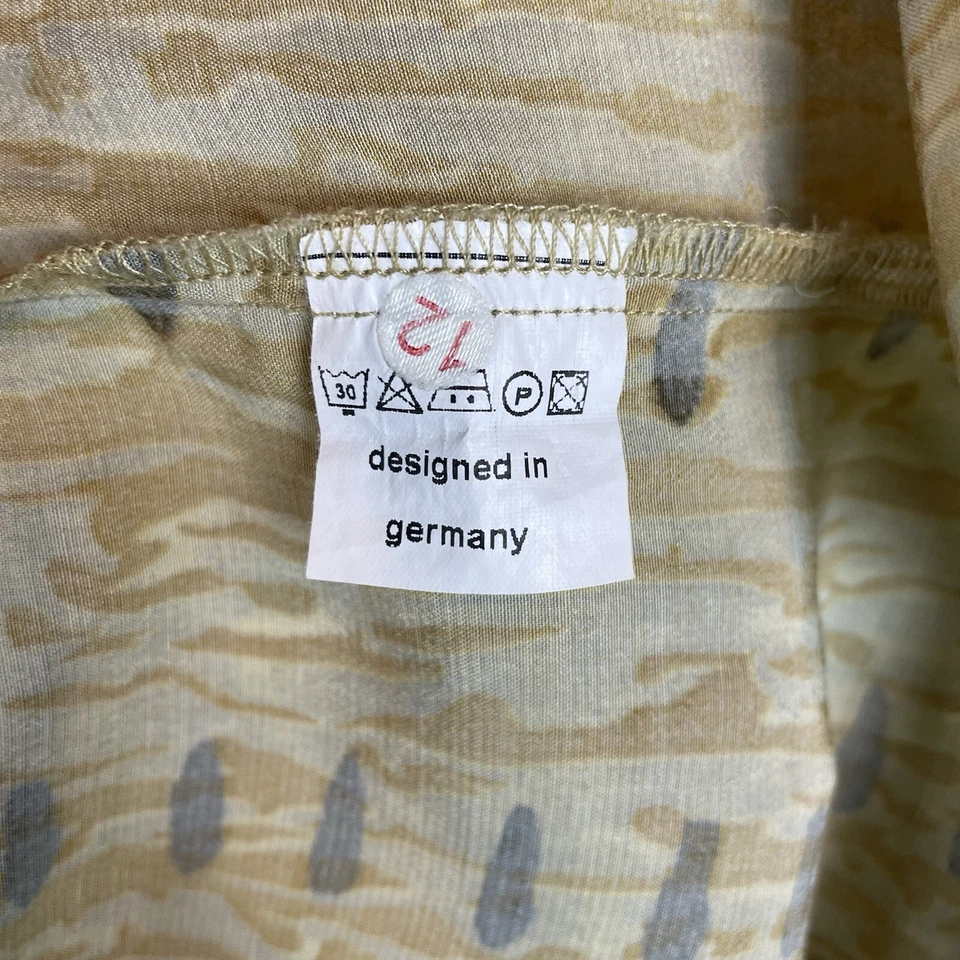 12
30 P
designed in
germany